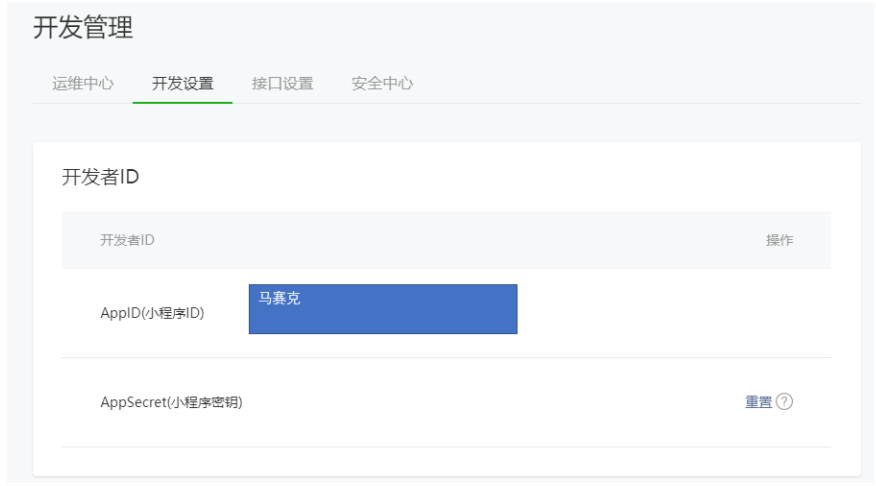 开发管理
运维中心 开发设置 接口设置 安全中心
开发者ID
开发者ID 操作
AppID(小程序ID) 马赛克
AppSecret(小程序密钥) 重置 ?